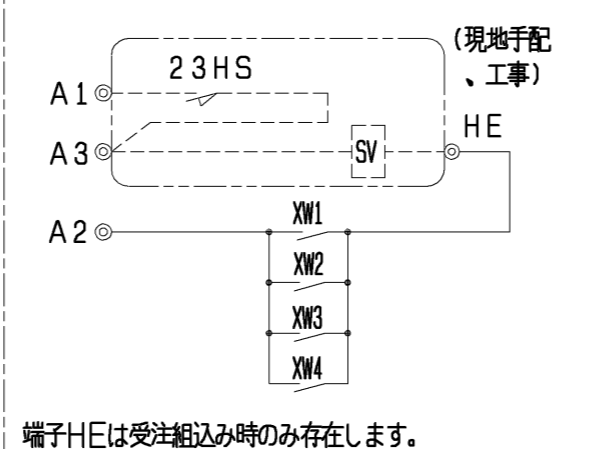 (現地手配
、工事)
23HS
A1
HE
A3
SV
XW1
A2
XW2
XW3
XW4
端子HEは受注組込み時のみ存在します。